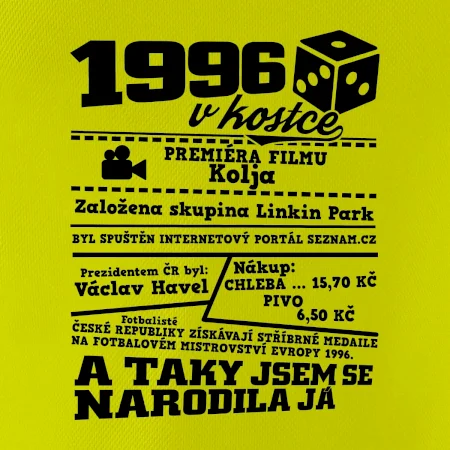 1996
v kostce
PREMIÉRA FILMU
Kolja
Založena skupina Linkin Park
BYL SPUŠTĚN INTERNETOVÝ PORTÁL SEZNAM.CZ
Prezidentem ČR byl:
Václav Havel
Nákup:
CHLEBA ... 15,70 KČ
PIVO
6,50 KČ
Fotbalisté
ČESKÉ REPUBLIKY ZÍSKÁVAJÍ STŘÍBRNÉ MEDAILE
NA FOTBALOVÉM MISTROVSTVÍ EVROPY 1996.
A TAKY JSEM SE
NARODILA JÁ